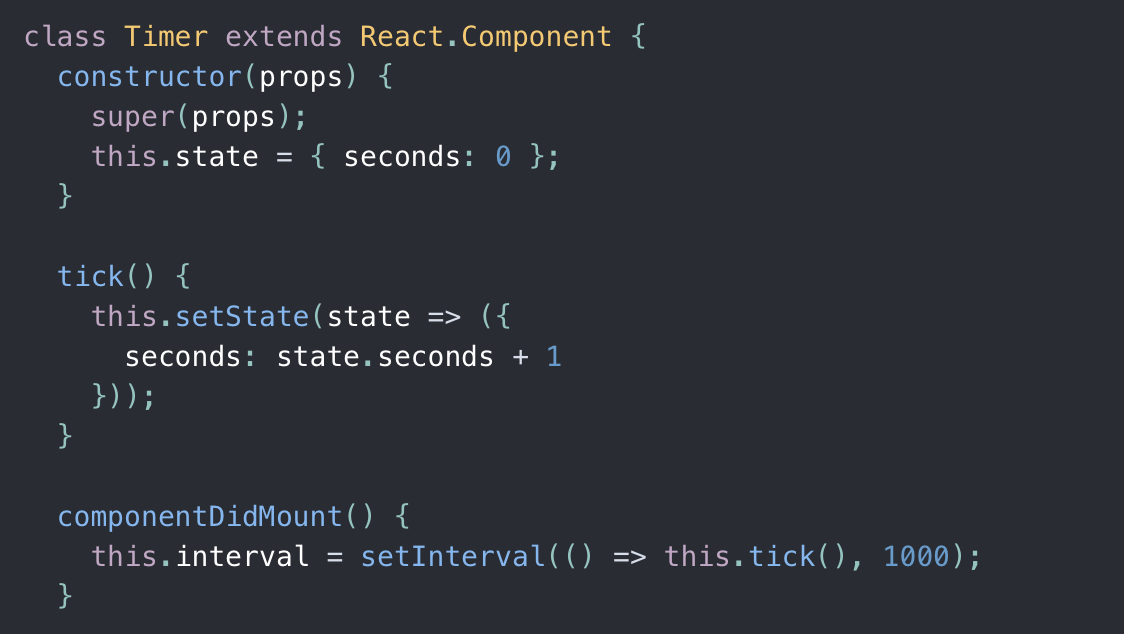 class Timer extends React.Component {
  constructor(props) {
    super(props);
    this.state = { seconds: 0 };
  }

  tick() {
    this.setState(state => ({
      seconds: state.seconds + 1
    }));
  }

  componentDidMount() {
    this.interval = setInterval(() => this.tick(), 1000);
  }